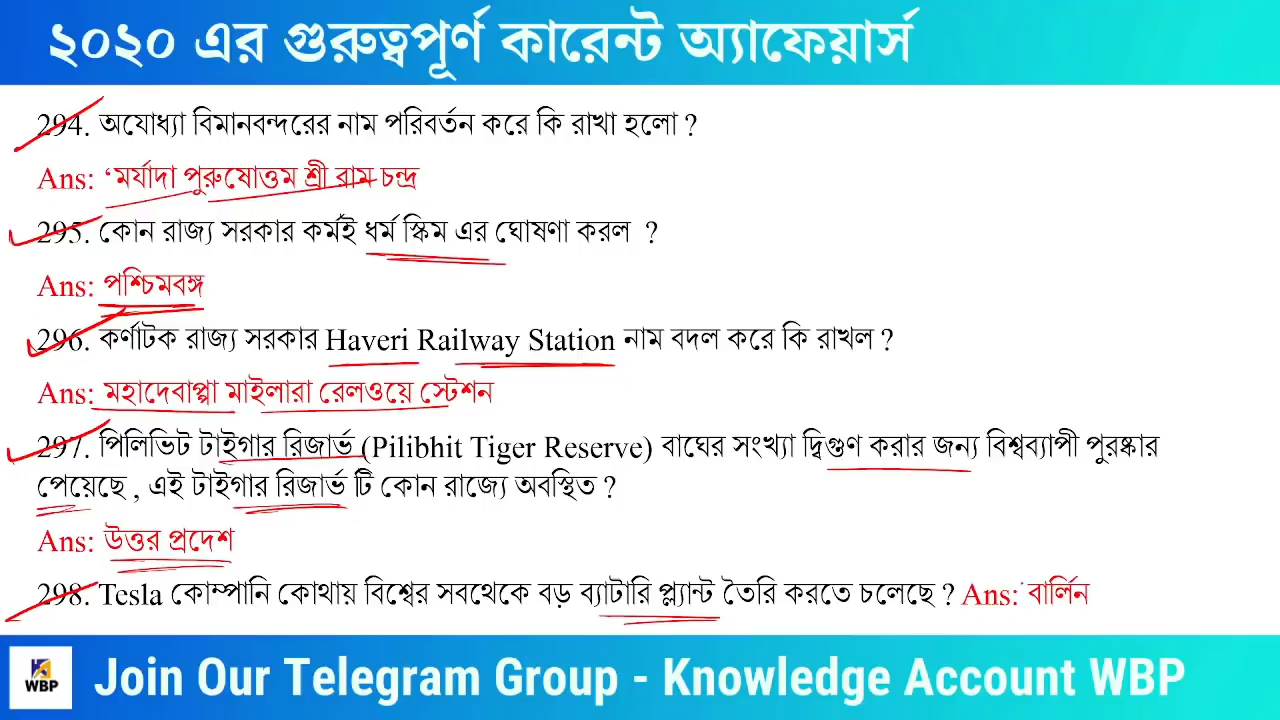 ২০২০ এর গুরুত্বপূর্ণ কারেন্ট অ্যাফেয়ার্স
294. অযোধ্যা বিমানবন্দরের নাম পরিবর্তন করে কি রাখা হলো ?
Ans: ‘মর্যাদা পুরুষোত্তম শ্রী রাম চন্দ্র
295. কোন রাজ্য সরকার কর্মই ধর্ম স্কিম এর ঘোষণা করল ?
Ans: পশ্চিমবঙ্গ
296. কর্ণাটক রাজ্য সরকার Haveri Railway Station নাম বদল করে কি রাখল ?
Ans: মহাদেবাপ্পা মাইলারা রেলওয়ে স্টেশন
297. পিলিভিট টাইগার রিজার্ভ (Pilibhit Tiger Reserve) বাঘের সংখ্যা দ্বিগুণ করার জন্য বিশ্বব্যাপী পুরষ্কার
পেয়েছে , এই টাইগার রিজার্ভ টি কোন রাজ্যে অবস্থিত ?
Ans: উত্তর প্রদেশ
298. Tesla কোম্পানি কোথায় বিশ্বের সবথেকে বড় ব্যাটারি প্ল্যান্ট তৈরি করতে চলেছে ? Ans: বার্লিন
WBP
Join Our Telegram Group - Knowledge Account WBP